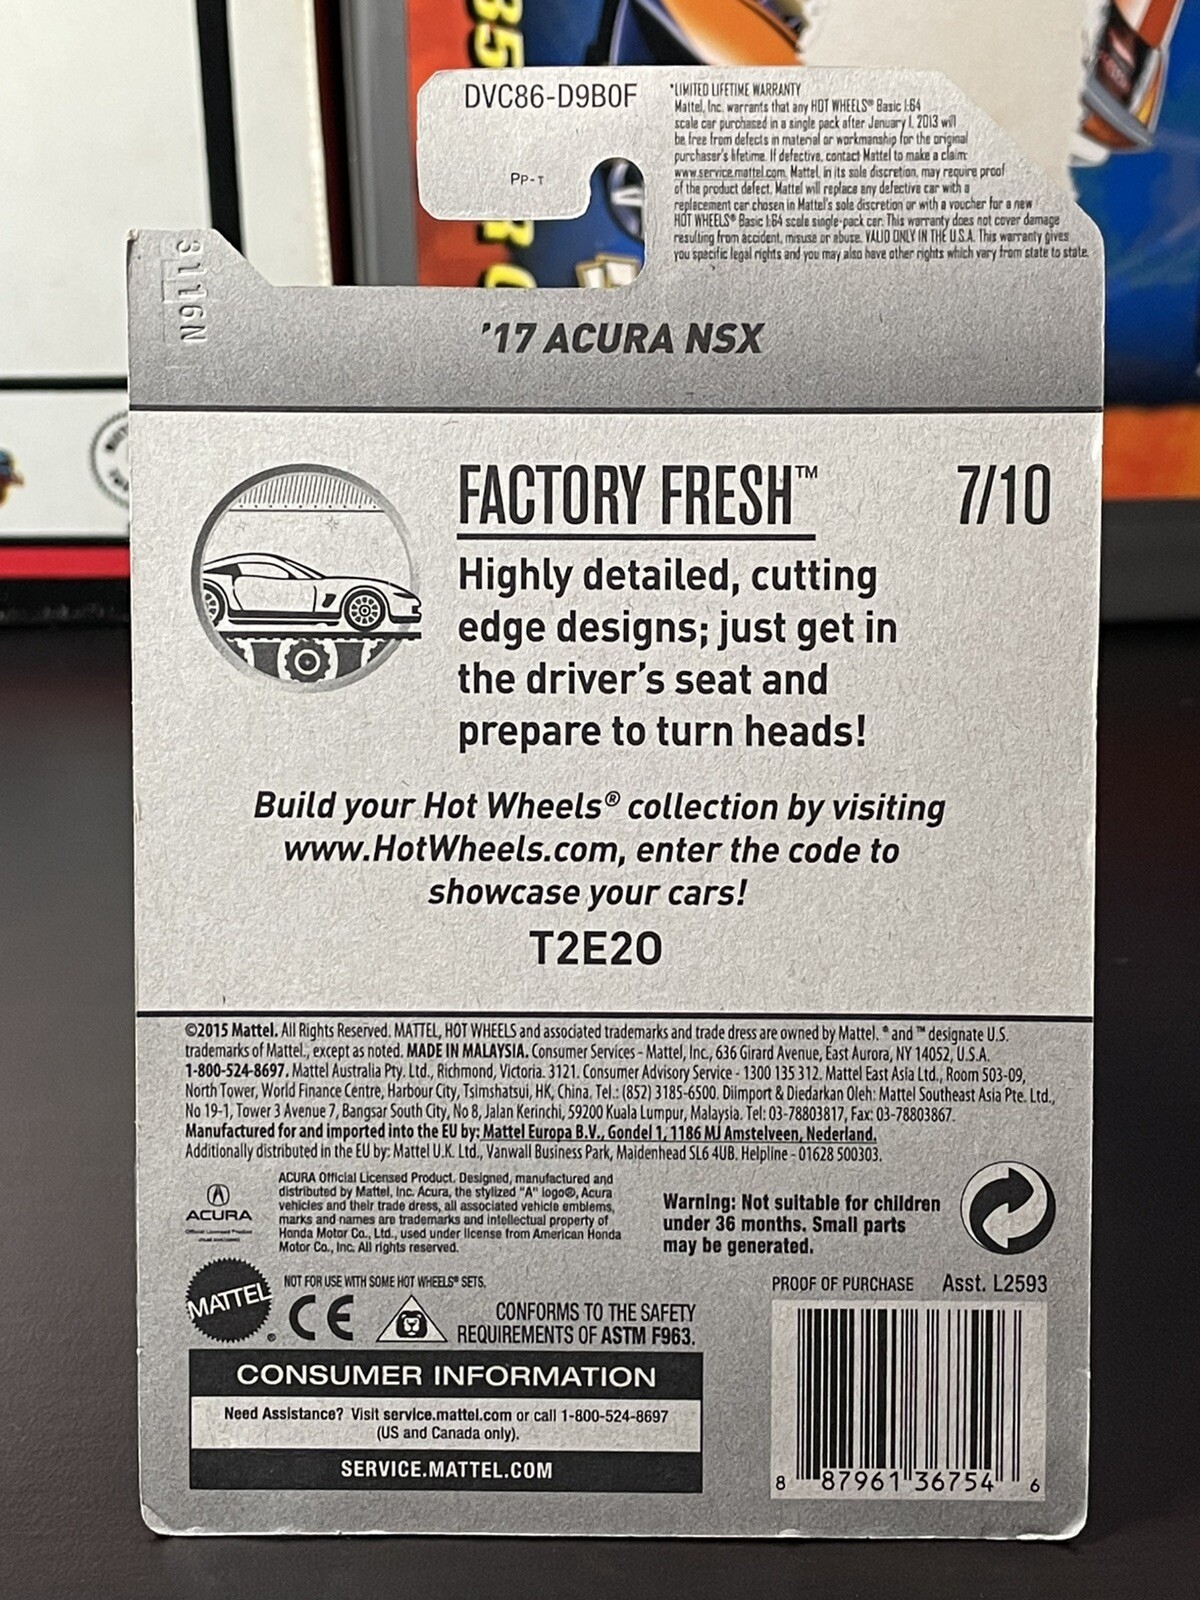 DVC86-D9B0F
PP-T
*LIMITED LIFETIME WARRANTY
Mattel, Inc. warrants that any HOT WHEELS® Basic 1:64
scale car purchased in a single pack after January 1, 2013 will
be free from defects in material or workmanship for the original
purchaser's lifetime. If defective, contact Mattel to make a claim:
www.service.mattel.com. Mattel, in its sole discretion, may require proof
of the product defect. Mattel will replace any defective car with a
replacement car chosen in Mattel's sole discretion or with a voucher for a new
HOT WHEELS® Basic 1:64 scale single-pack car. This warranty does not cover damage
resulting from accident, misuse or abuse. VALID ONLY IN THE U.S.A. This warranty gives
you specific legal rights and you may also have other rights which vary from state to state.
3116N
'17 ACURA NSX
FACTORY FRESH™ 7/10
Highly detailed, cutting
edge designs; just get in
the driver's seat and
prepare to turn heads!
Build your Hot Wheels® collection by visiting
www.HotWheels.com, enter the code to
showcase your cars!
T2E2O
©2015 Mattel. All Rights Reserved. MATTEL, HOT WHEELS and associated trademarks and trade dress are owned by Mattel. ® and ™ designate U.S.
trademarks of Mattel., except as noted. MADE IN MALAYSIA. Consumer Services - Mattel, Inc., 636 Girard Avenue, East Aurora, NY 14052, U.S.A.
1-800-524-8697. Mattel Australia Pty. Ltd., Richmond, Victoria. 3121. Consumer Advisory Service - 1300 135 312. Mattel East Asia Ltd., Room 503-09,
North Tower, World Finance Centre, Harbour City, Tsimshatsui, HK, China. Tel.: (852) 3185-6500. Diimport & Diedarkan Oleh: Mattel Southeast Asia Pte. Ltd.,
No 19-1, Tower 3 Avenue 7, Bangsar South City, No 8, Jalan Kerinchi, 59200 Kuala Lumpur, Malaysia. Tel: 03-78803817, Fax: 03-78803867.
Manufactured for and imported into the EU by: Mattel Europa B.V., Gondel 1, 1186 MJ Amstelveen, Nederland.
Additionally distributed in the EU by: Mattel U.K. Ltd., Vanwall Business Park, Maidenhead SL6 4UB. Helpline - 01628 500303.
ACURA
Official Licensed Product
ACURA Official Licensed Product. Designed, manufactured and
distributed by Mattel, Inc. Acura, the stylized "A" logo®, Acura
vehicles and their trade dress, all associated vehicle emblems,
marks and names are trademarks and intellectual property of
Honda Motor Co., Ltd., used under license from American Honda
Motor Co., Inc. All rights reserved.
Warning: Not suitable for children
under 36 months. Small parts
may be generated.
MATTEL®
NOT FOR USE WITH SOME HOT WHEELS® SETS.
CE
CONFORMS TO THE SAFETY
REQUIREMENTS OF ASTM F963.
PROOF OF PURCHASE Asst. L2593
CONSUMER INFORMATION
Need Assistance? Visit service.mattel.com or call 1-800-524-8697
(US and Canada only).
SERVICE.MATTEL.COM
8 87961 36754 6